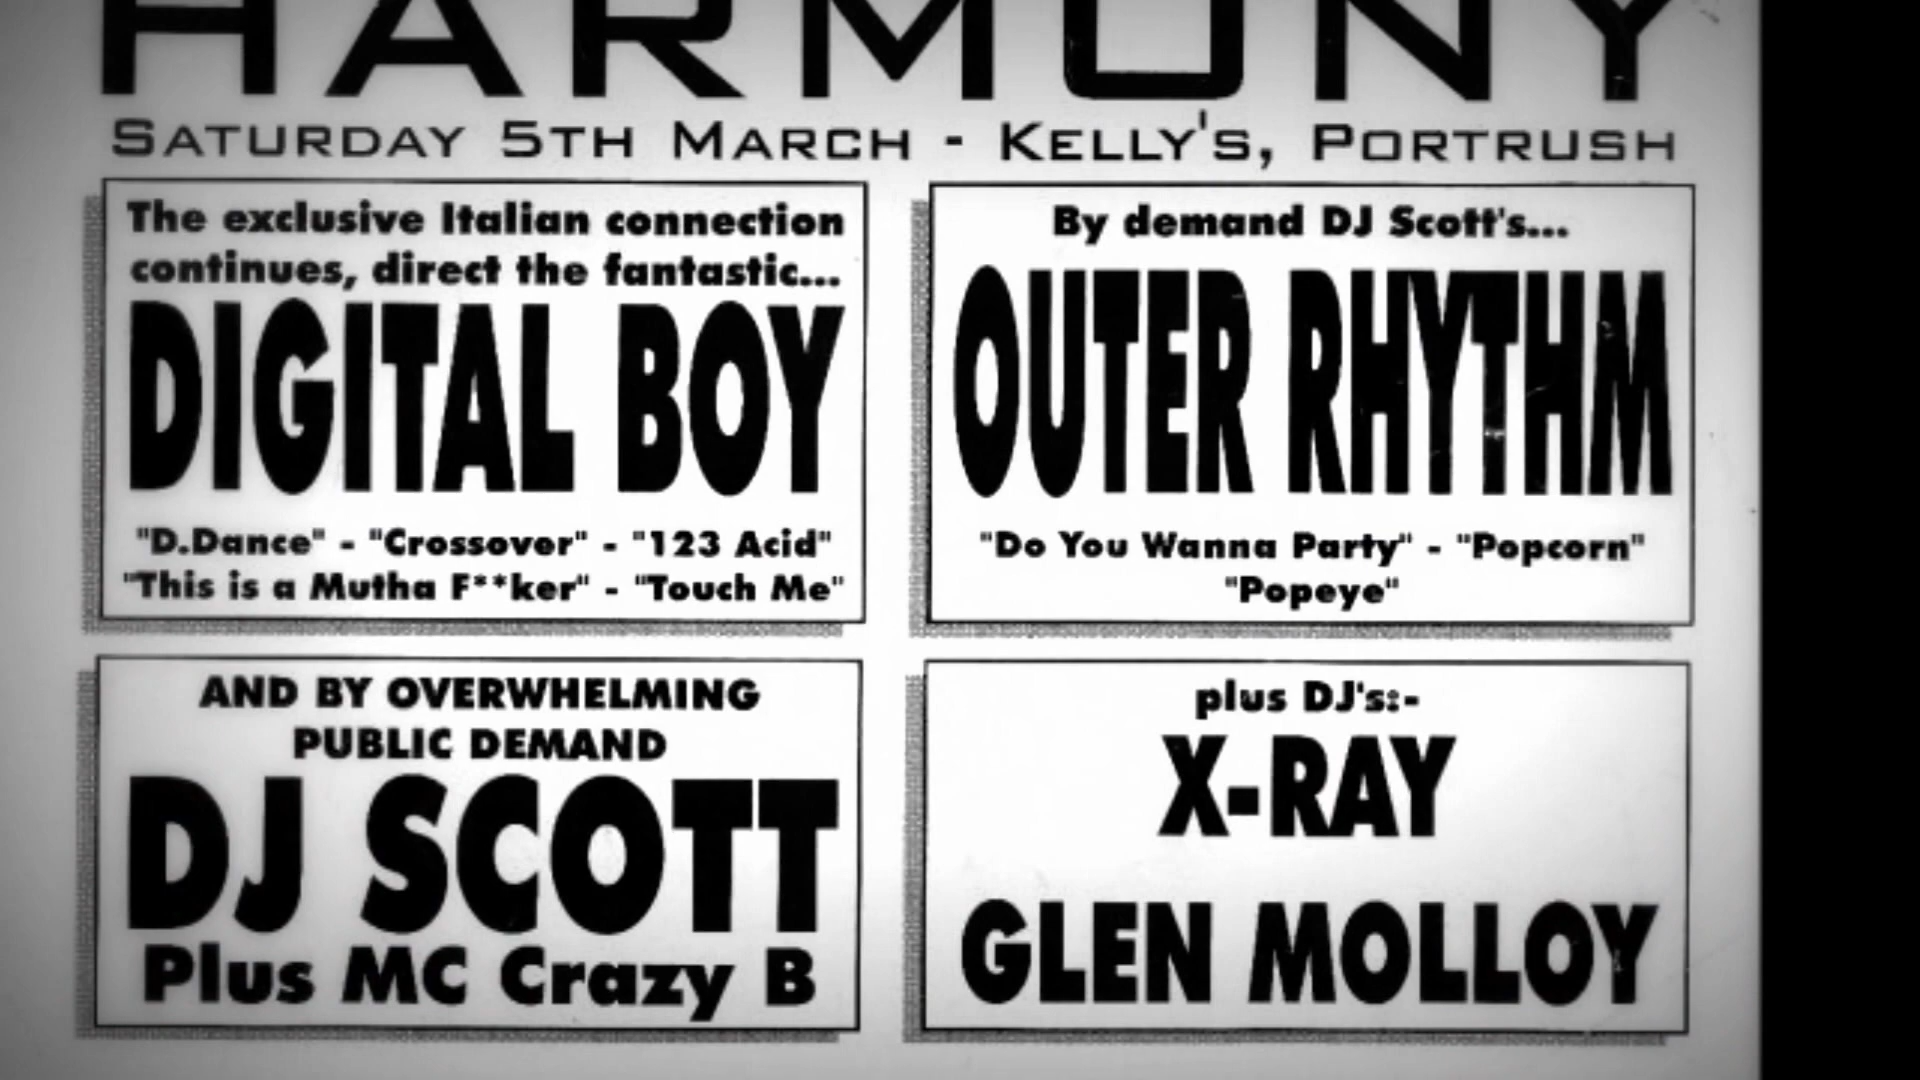 HARMONY
SATURDAY 5TH MARCH - KELLY'S, PORTRUSH
The exclusive Italian connection
continues, direct the fantastic...
DIGITAL BOY
"D.Dance" - "Crossover" - "123 Acid"
"This is a Mutha F**ker" - "Touch Me"
By demand DJ Scott's...
OUTER RHYTHM
"Do You Wanna Party" - "Popcorn"
"Popeye"
AND BY OVERWHELMING
PUBLIC DEMAND
DJ SCOTT
Plus MC Crazy B
plus DJ's:-
X-RAY
GLEN MOLLOY